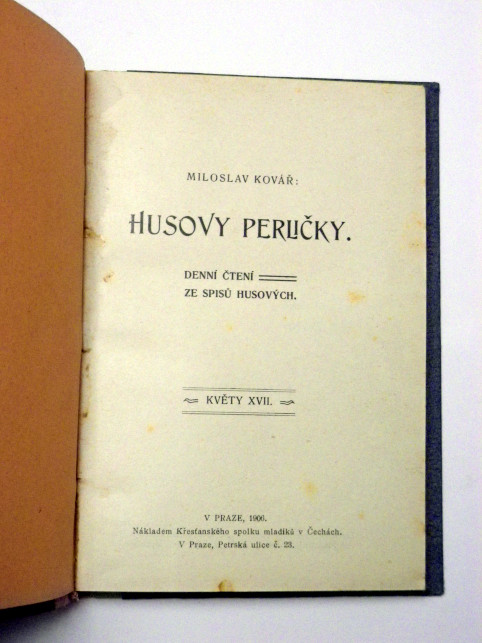 MILOSLAV KOVÁŘ:
HUSOVY PERLIČKY.
DENNÍ ČTENÍ
ZE SPISŮ HUSOVÝCH.
KVĚTY XVII.
V PRAZE, 1906.
Nákladem Křesťanského spolku mladíků v Čechách.
V Praze, Petrská ulice č. 23.